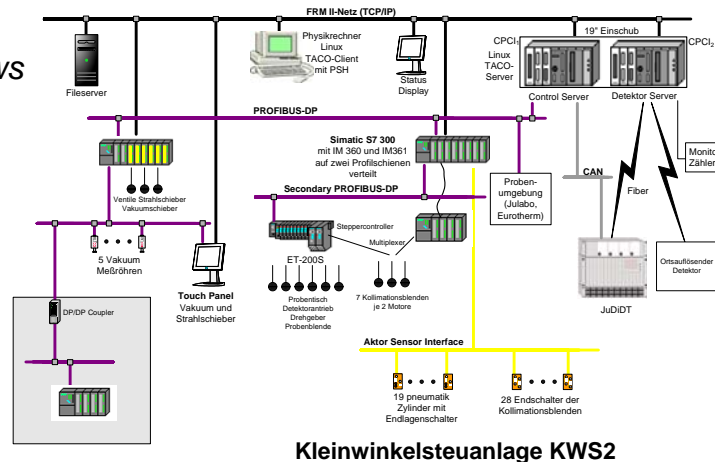 FRM II-Netz (TCP/IP)
ws
Fileserver
Physikrechner
Linux
TACO-Client
mit PSH
Status
Display
19" Einschub
CPCI1
CPCI2
Linux
TACO-
Server
Control Server
Detektor Server
PROFIBUS-DP
Simatic S7 300
mit IM 360 und IM361
auf zwei Profilschienen
verteilt
Ventile Strahlschieber
Vakuumschieber
Secondary PROFIBUS-DP
Proben-
umgebung
(Julabo,
Eurotherm)
CAN
Fiber
Monito
Zähler
5 Vakuum
Meßröhren
Touch Panel
Vakuum und
Strahlschieber
Steppercontroller
Multiplexer
ET-200S
Probentisch
Detektorantrieb
Drehgeber
Probenblende
7 Kollimationsblenden
je 2 Motore
JuDiDT
Ortsauflösender
Detektor
DP/DP Coupler
Aktor Sensor Interface
19 pneumatik
Zylinder mit
Endlagenschalter
28 Endschalter der
Kollimationsblenden
Kleinwinkelsteuanlage KWS2